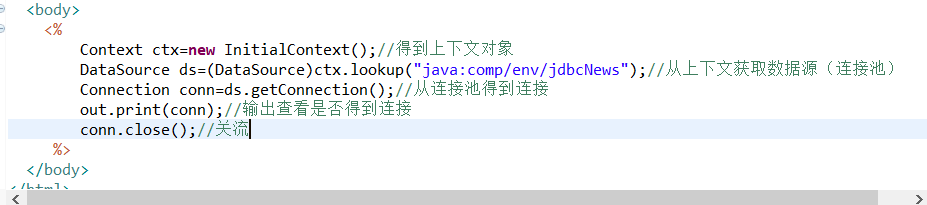 <body>
<%
Context ctx=new InitialContext();//得到上下文对象
DataSource ds=(DataSource)ctx.lookup("java:comp/env/jdbcNews");//从上下文获取数据源（连接池）
Connection conn=ds.getConnection();//从连接池得到连接
out.print(conn);//输出查看是否得到连接
conn.close();//关流
%>
</body>
</html>